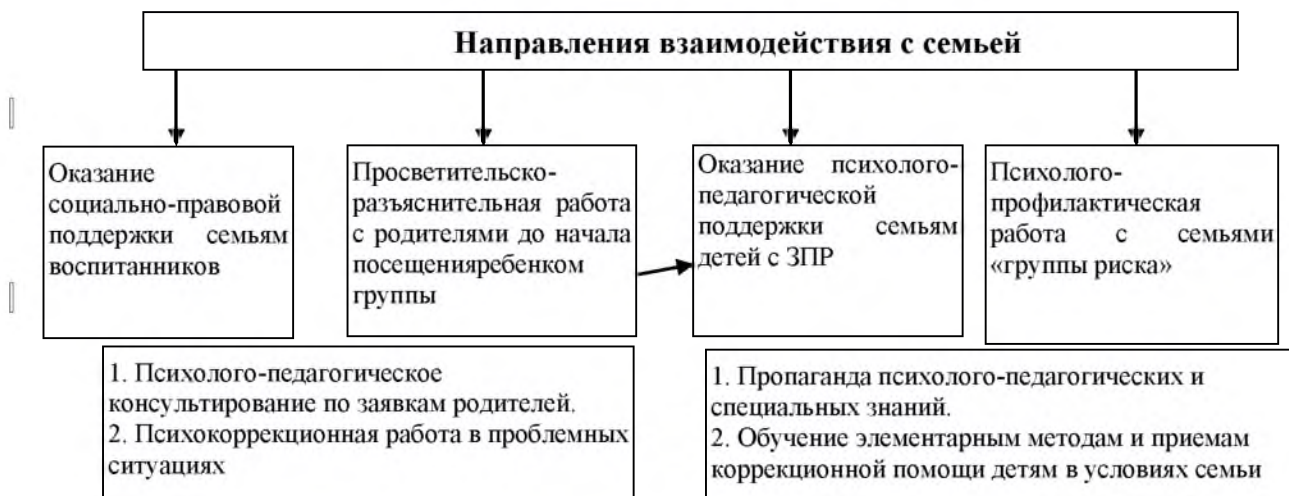 Направления взаимодействия с семьей
Оказание
социально-правовой
поддержки семьям
воспитанников
Просветительско-
разъяснительная работа
с родителями до начала
посещенияребенком
группы
Оказание психолого-
педагогической
поддержки семьям
детей с ЗПР
Психолого-
профилактическая
работа с семьями
«группы риска»
1. Психолого-педагогическое
консультирование по заявкам родителей.
2. Психокоррекционная работа в проблемных
ситуациях
1. Пропаганда психолого-педагогических и
специальных знаний.
2. Обучение элементарным методам и приемам
коррекционной помощи детям в условиях семьи